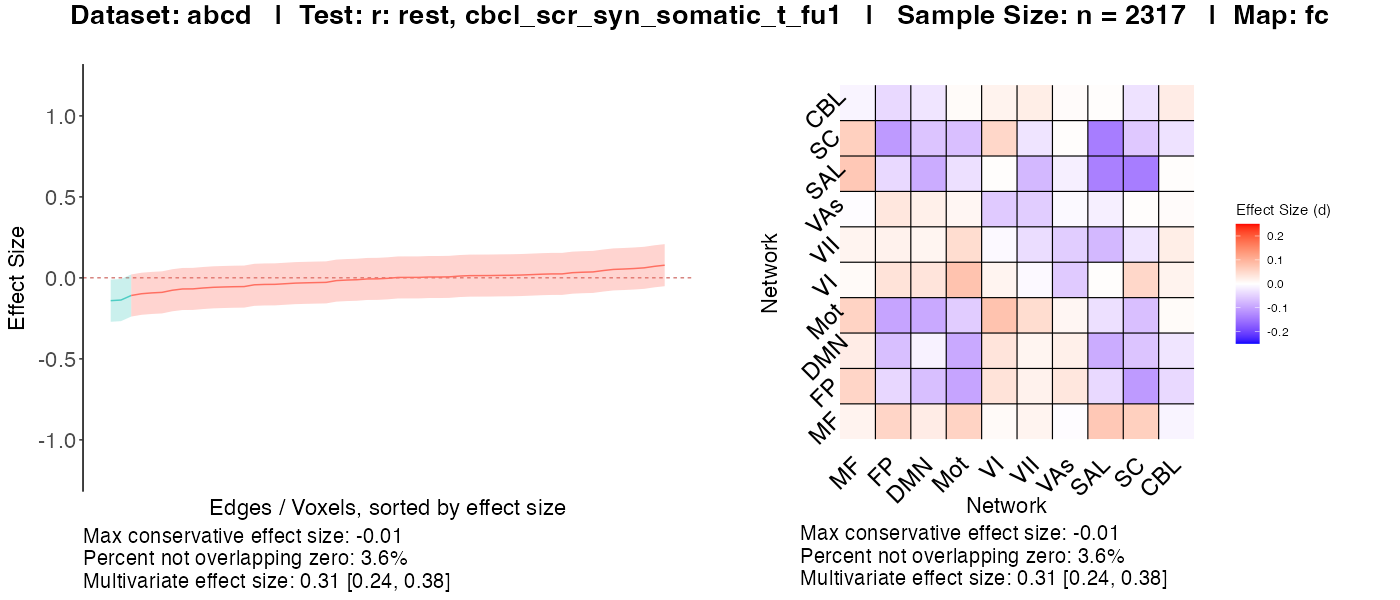 Dataset: abcd | Test: r: rest, cbcl_scr_syn_somatic_t_fu1 | Sample Size: n = 2317 | Map: fc
1.0
0.5
0.0
-0.5
-1.0
Effect Size
Edges / Voxels, sorted by effect size
Max conservative effect size: -0.01
Percent not overlapping zero: 3.6%
Multivariate effect size: 0.31 [0.24, 0.38]
CBL
SC
SAL
VAs
VII
VI
Mot
DMN
FP
MF
Network
MF
FP
DMN
Mot
VI
VII
VAs
SAL
SC
CBL
Network
Max conservative effect size: -0.01
Percent not overlapping zero: 3.6%
Multivariate effect size: 0.31 [0.24, 0.38]
Effect Size (d)
0.2
0.1
0.0
-0.1
-0.2